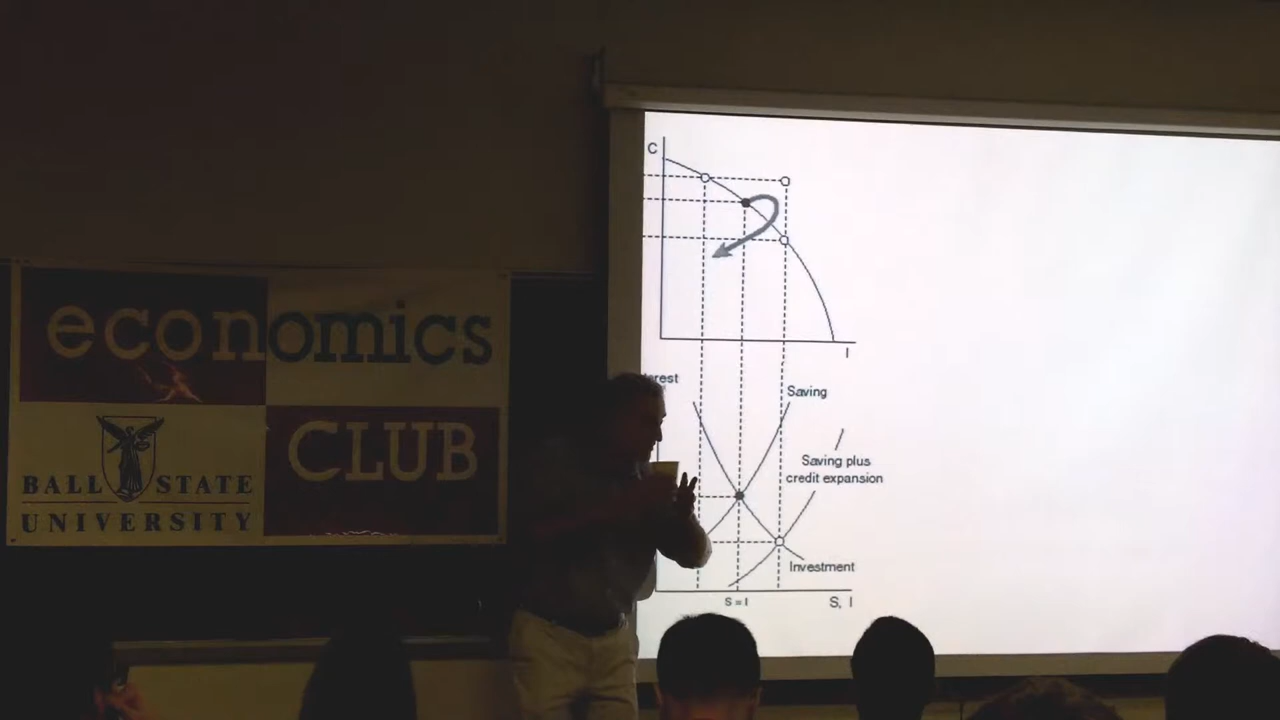 economics
CLUB
BALL STATE
UNIVERSITY
C
I
Saving
Saving plus
credit expansion
Investment
S = I
S, I